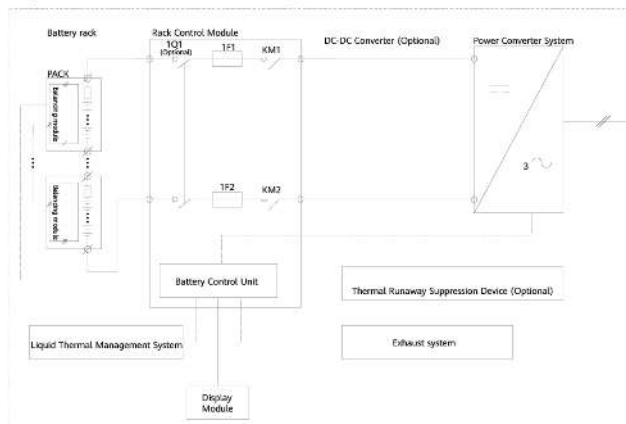 Battery rack
Rack Control Module
DC-DC Converter (Optional)
Power Converter System
1Q1
(Optional)
1F1
KM1
PACK
Balancing module
3
1F2
KM2
Balancing module
Battery Control Unit
Thermal Runaway Suppression Device (Optional)
Liquid Thermal Management System
Exhaust system
Display
Module